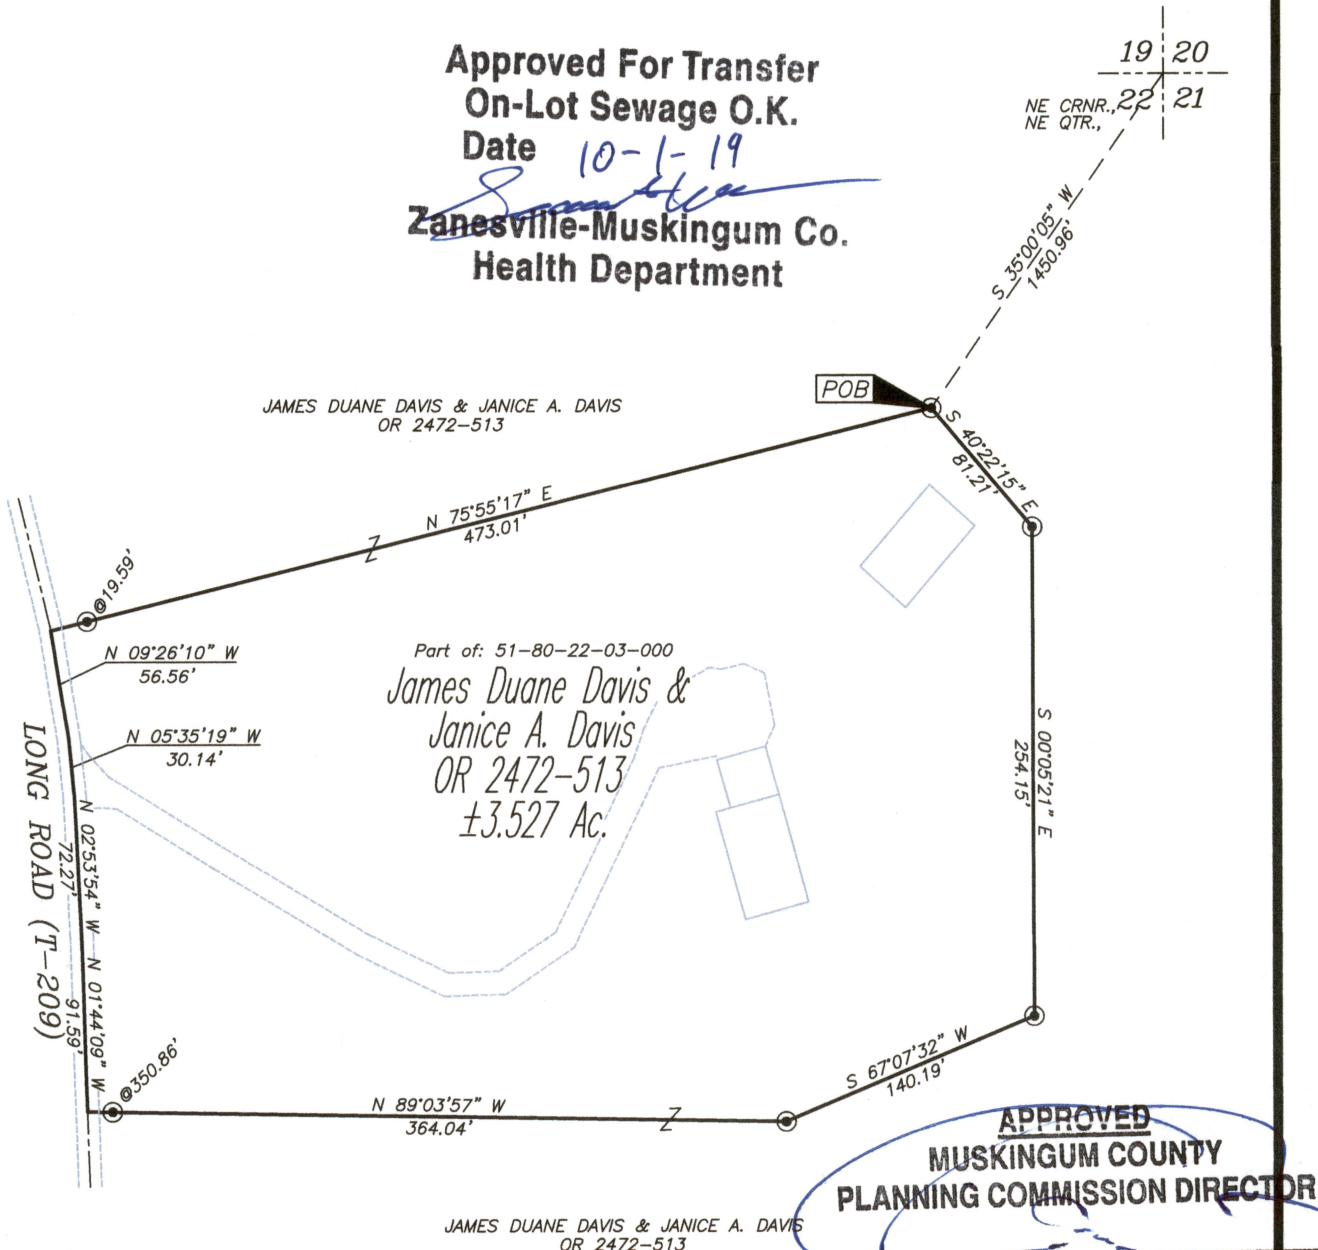 Approved For Transfer
On-Lot Sewage O.K.
Date 10-1-19
Zanesville-Muskingum Co.
Health Department
19 20
NE CRNR., 22 21
NE QTR.,
S 35°00'05" W
1450.96'
POB
JAMES DUANE DAVIS & JANICE A. DAVIS
OR 2472-513
S 40°22'15" E
81.21'
N 75°55'17" E
473.01'
Z
@19.59'
N 09°26'10" W
56.56'
Part of: 51-80-22-03-000
James Duane Davis &
Janice A. Davis
OR 2472-513
±3.527 Ac.
N 05°35'19" W
30.14'
LONG ROAD (T-209)
N 02°53'54" W
72.27'
N 01°44'09" W
91.59'
S 00°05'21" E
254.15'
@350.86'
N 89°03'57" W
364.04'
Z
S 67°07'32" W
140.19'
APPROVED
MUSKINGUM COUNTY
PLANNING COMMISSION DIRECTOR
JAMES DUANE DAVIS & JANICE A. DAVIS
OR 2472-513